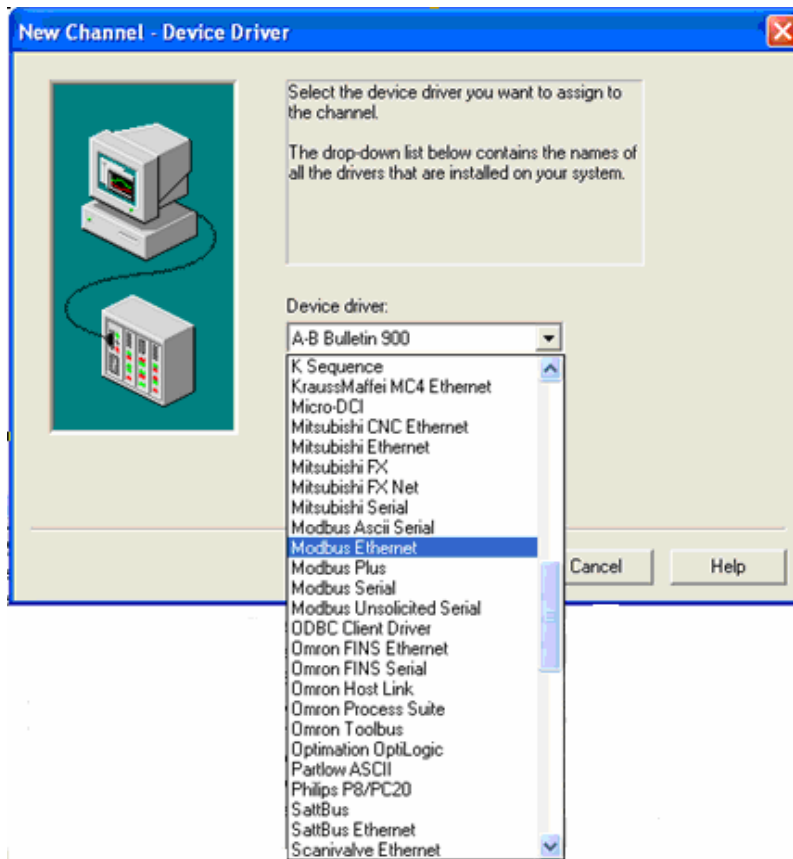 New Channel - Device Driver
Select the device driver you want to assign to
the channel.
The drop-down list below contains the names of
all the drivers that are installed on your system.
Device driver:
A-B Bulletin 900
K Sequence
KraussMaffei MC4 Ethernet
Micro-DCI
Mitsubishi CNC Ethernet
Mitsubishi Ethernet
Mitsubishi FX
Mitsubishi FX Net
Mitsubishi Serial
Modbus Ascii Serial
Modbus Ethernet
Modbus Plus
Modbus Serial
Modbus Unsolicited Serial
ODBC Client Driver
Omron FINS Ethernet
Omron FINS Serial
Omron Host Link
Omron Process Suite
Omron Toolbus
Optimation OptiLogic
Partlow ASCII
Philips P8/PC20
SattBus
SattBus Ethernet
Scanivalve Ethernet
Cancel
Help